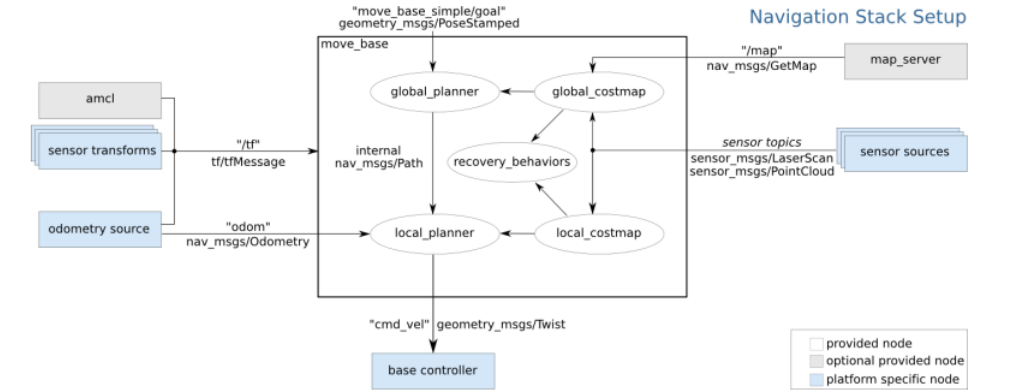 "move_base_simple/goal"
geometry_msgs/PoseStamped
Navigation Stack Setup
move_base
"/map"
nav_msgs/GetMap
map_server
global_planner
global_costmap
amcl
sensor transforms
"/tf"
tf/tfMessage
internal
nav_msgs/Path
recovery_behaviors
sensor topics
sensor_msgs/LaserScan
sensor_msgs/PointCloud
sensor sources
odometry source
"odom"
nav_msgs/Odometry
local_planner
local_costmap
"cmd_vel" geometry_msgs/Twist
base controller
provided node
optional provided node
platform specific node